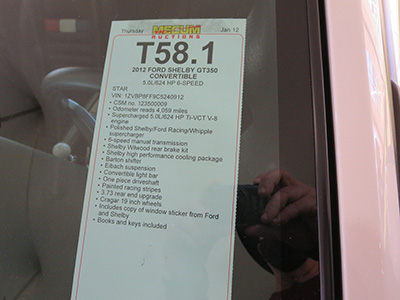 Thursday MECUM Jan 12
AUCTIONS
T58.1
2012 FORD SHELBY GT350
CONVERTIBLE
5.0L/624 HP 6-SPEED
STAR
VIN: 1ZVBP8FF9C5240912
• CSM no. 123500009
• Odometer reads 4,059 miles
• Supercharged 5.0L/624 HP Ti-VCT V-8
engine
• Polished Shelby/Ford Racing/Whipple
supercharger
• 6-speed manual transmission
• Shelby Wilwood rear brake kit
• Shelby high performance cooling package
• Barton shifter
• Eibach suspension
• Convertible light bar
• One piece driveshaft
• Painted racing stripes
• 3.73 rear end upgrade
• Cragar 19 inch wheels
• Includes copy of window sticker from Ford
and Shelby
• Books and keys included